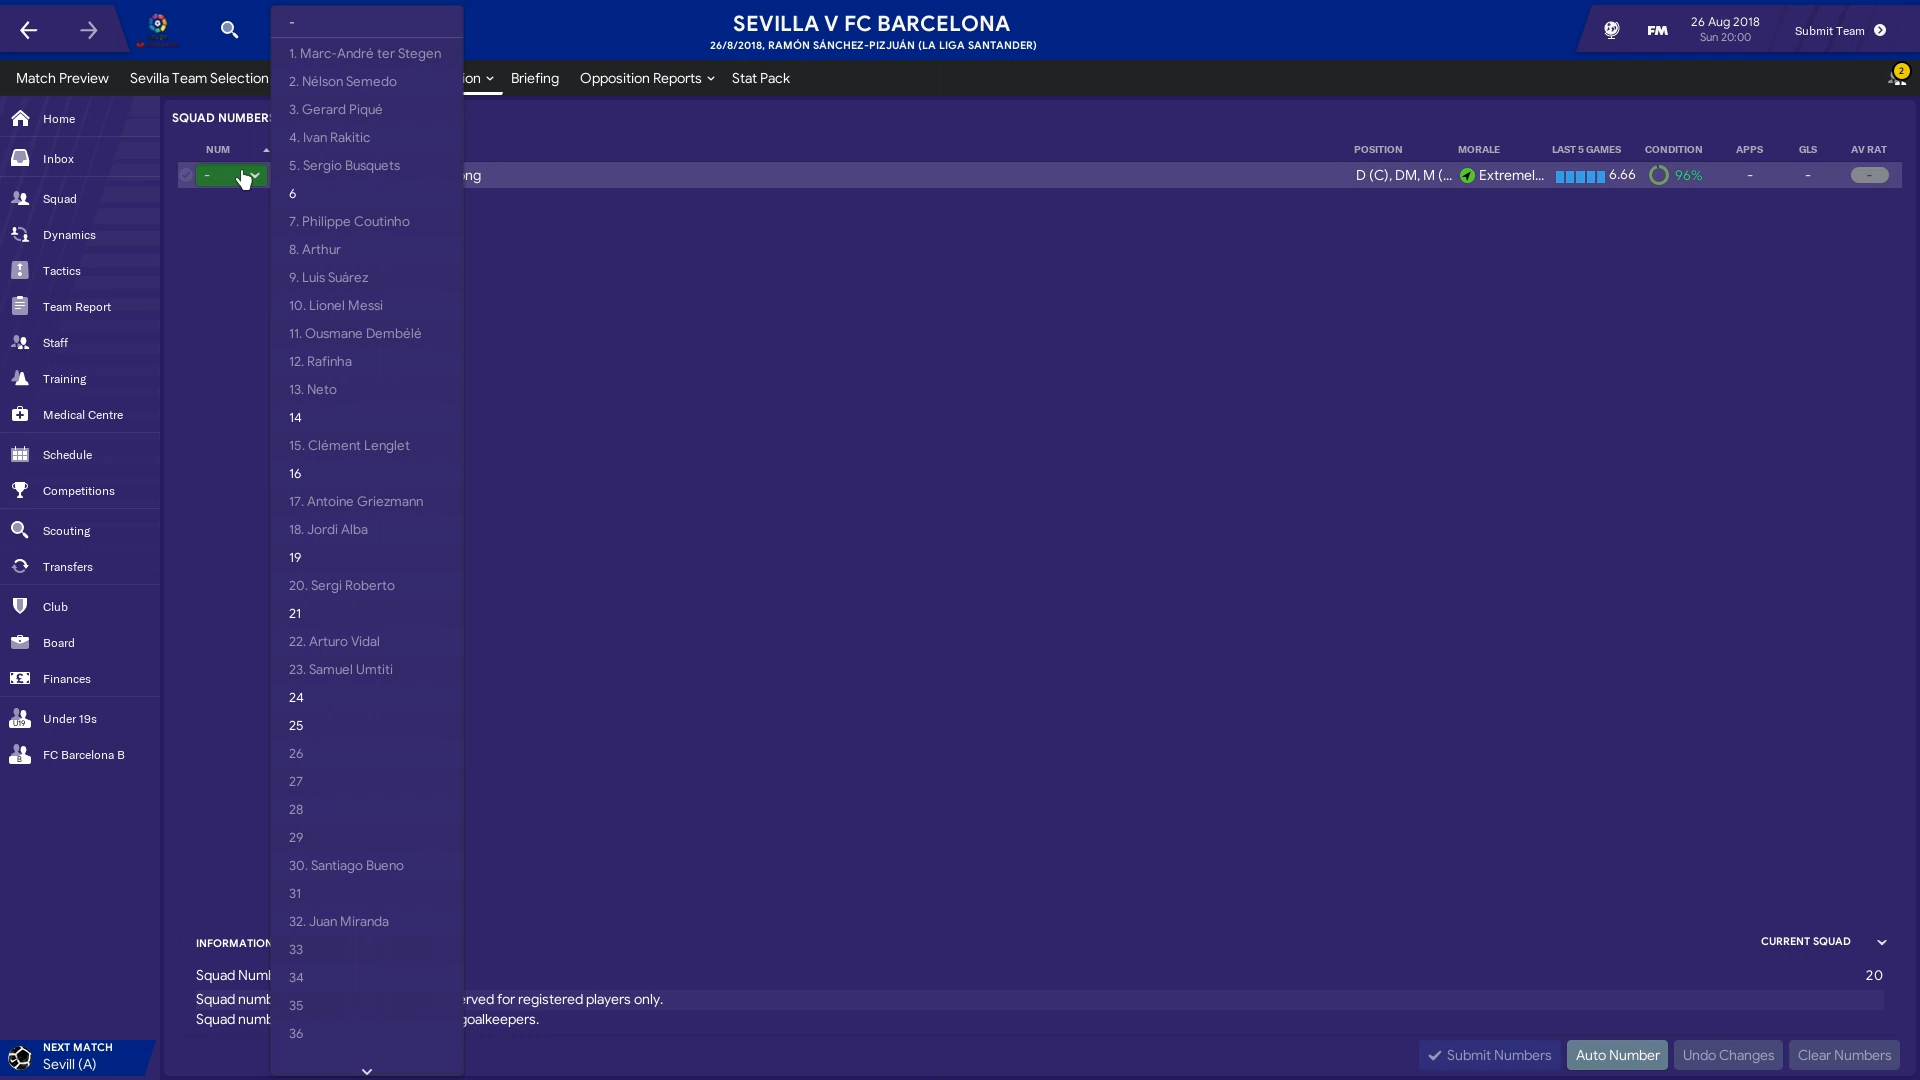 SEVILLA V FC BARCELONA
26/8/2018, RAMÓN SÁNCHEZ-PIZJUÁN (LA LIGA SANTANDER)
FM
26 Aug 2018
Sun 20:00
Submit Team
Match Preview
Sevilla Team Selection
ion
Briefing
Opposition Reports
Stat Pack
2
Home
Inbox
Squad
Dynamics
Tactics
Team Report
Staff
Training
Medical Centre
Schedule
Competitions
Scouting
Transfers
Club
Board
Finances
U19
Under 19s
B
FC Barcelona B
NEXT MATCH
Sevill (A)
SQUAD NUMBERS
NUM
POSITION
MORALE
LAST 5 GAMES
CONDITION
APPS
GLS
AV RAT
-
ong
D (C), DM, M (...
Extremel...
6.66
96%
-
-
-
-
1. Marc-André ter Stegen
2. Nélson Semedo
3. Gerard Piqué
4. Ivan Rakitic
5. Sergio Busquets
6
7. Philippe Coutinho
8. Arthur
9. Luis Suárez
10. Lionel Messi
11. Ousmane Dembélé
12. Rafinha
13. Neto
14
15. Clément Lenglet
16
17. Antoine Griezmann
18. Jordi Alba
19
20. Sergi Roberto
21
22. Arturo Vidal
23. Samuel Umtiti
24
25
26
27
28
29
30. Santiago Bueno
31
32. Juan Miranda
33
34
35
36
INFORMATION
CURRENT SQUAD
Squad Numb
20
Squad numb
erved for registered players only.
Squad numb
goalkeepers.
Submit Numbers
Auto Number
Undo Changes
Clear Numbers